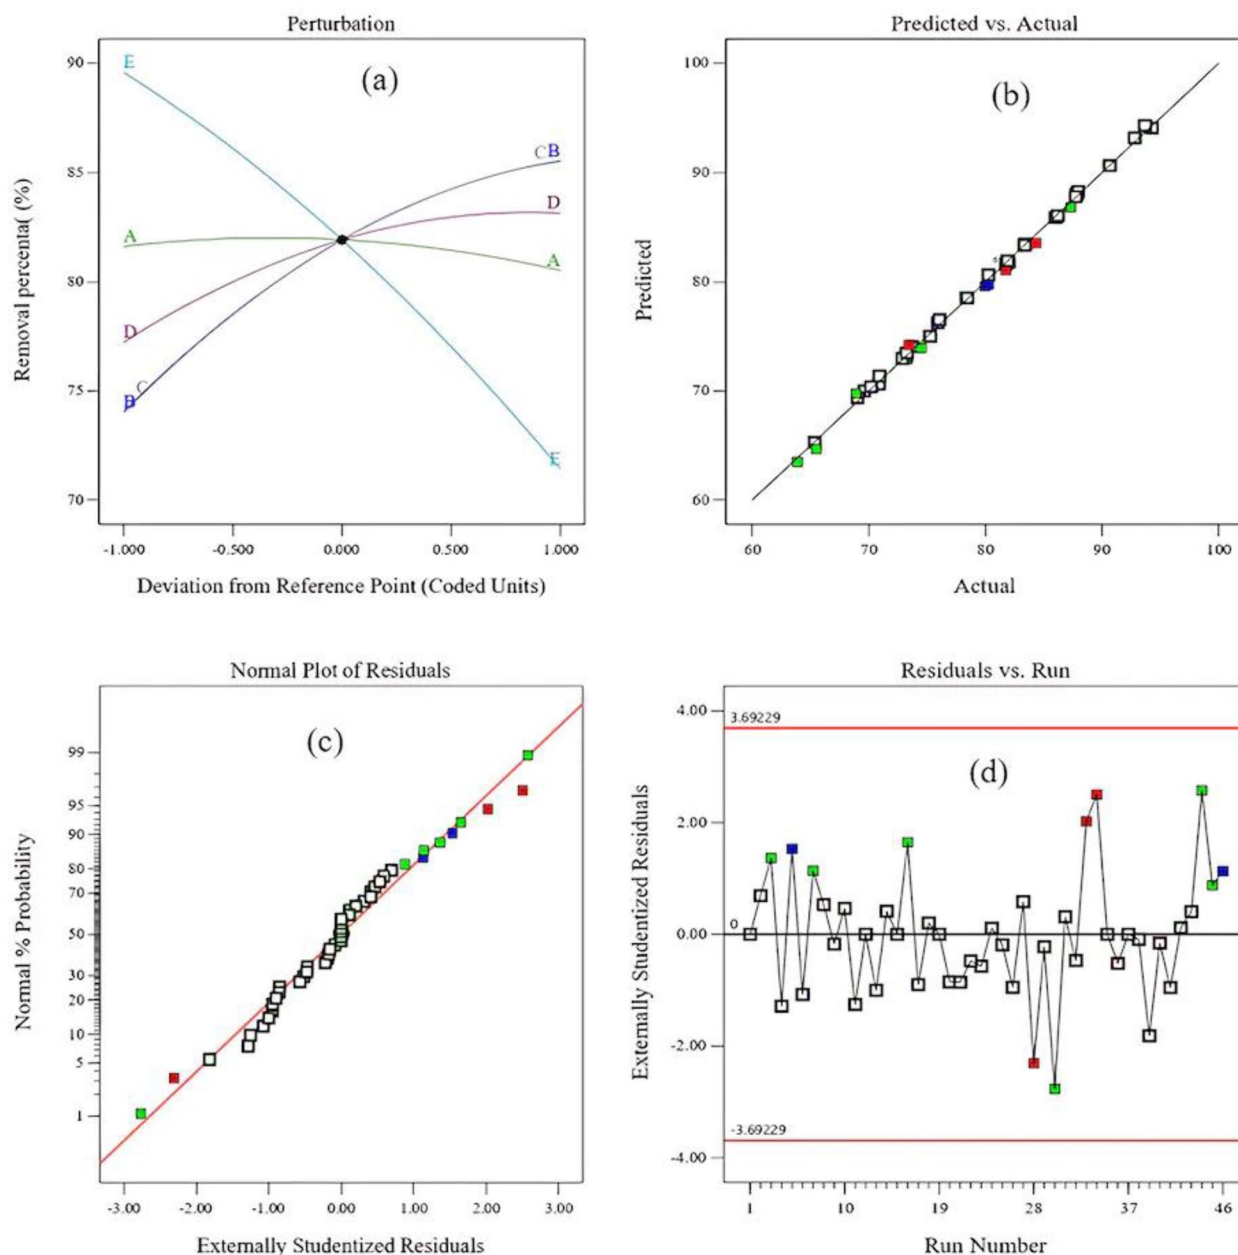 Perturbation
(a)
Removal percenta( (%)
90
85
80
75
70
E
C B
D
A
A
D
C
B
E
-1.000 -0.500 0.000 0.500 1.000
Deviation from Reference Point (Coded Units)
Predicted vs. Actual
(b)
Predicted
100
90
80
70
60
60 70 80 90 100
Actual
Normal Plot of Residuals
(c)
Normal % Probability
99
95
90
80
70
50
30
20
10
5
1
-3.00 -2.00 -1.00 0.00 1.00 2.00 3.00
Externally Studentized Residuals
Residuals vs. Run
(d)
Externally Studentized Residuals
4.00
3.69229
2.00
0
0.00
-2.00
-3.69229
-4.00
1 10 19 28 37 46
Run Number